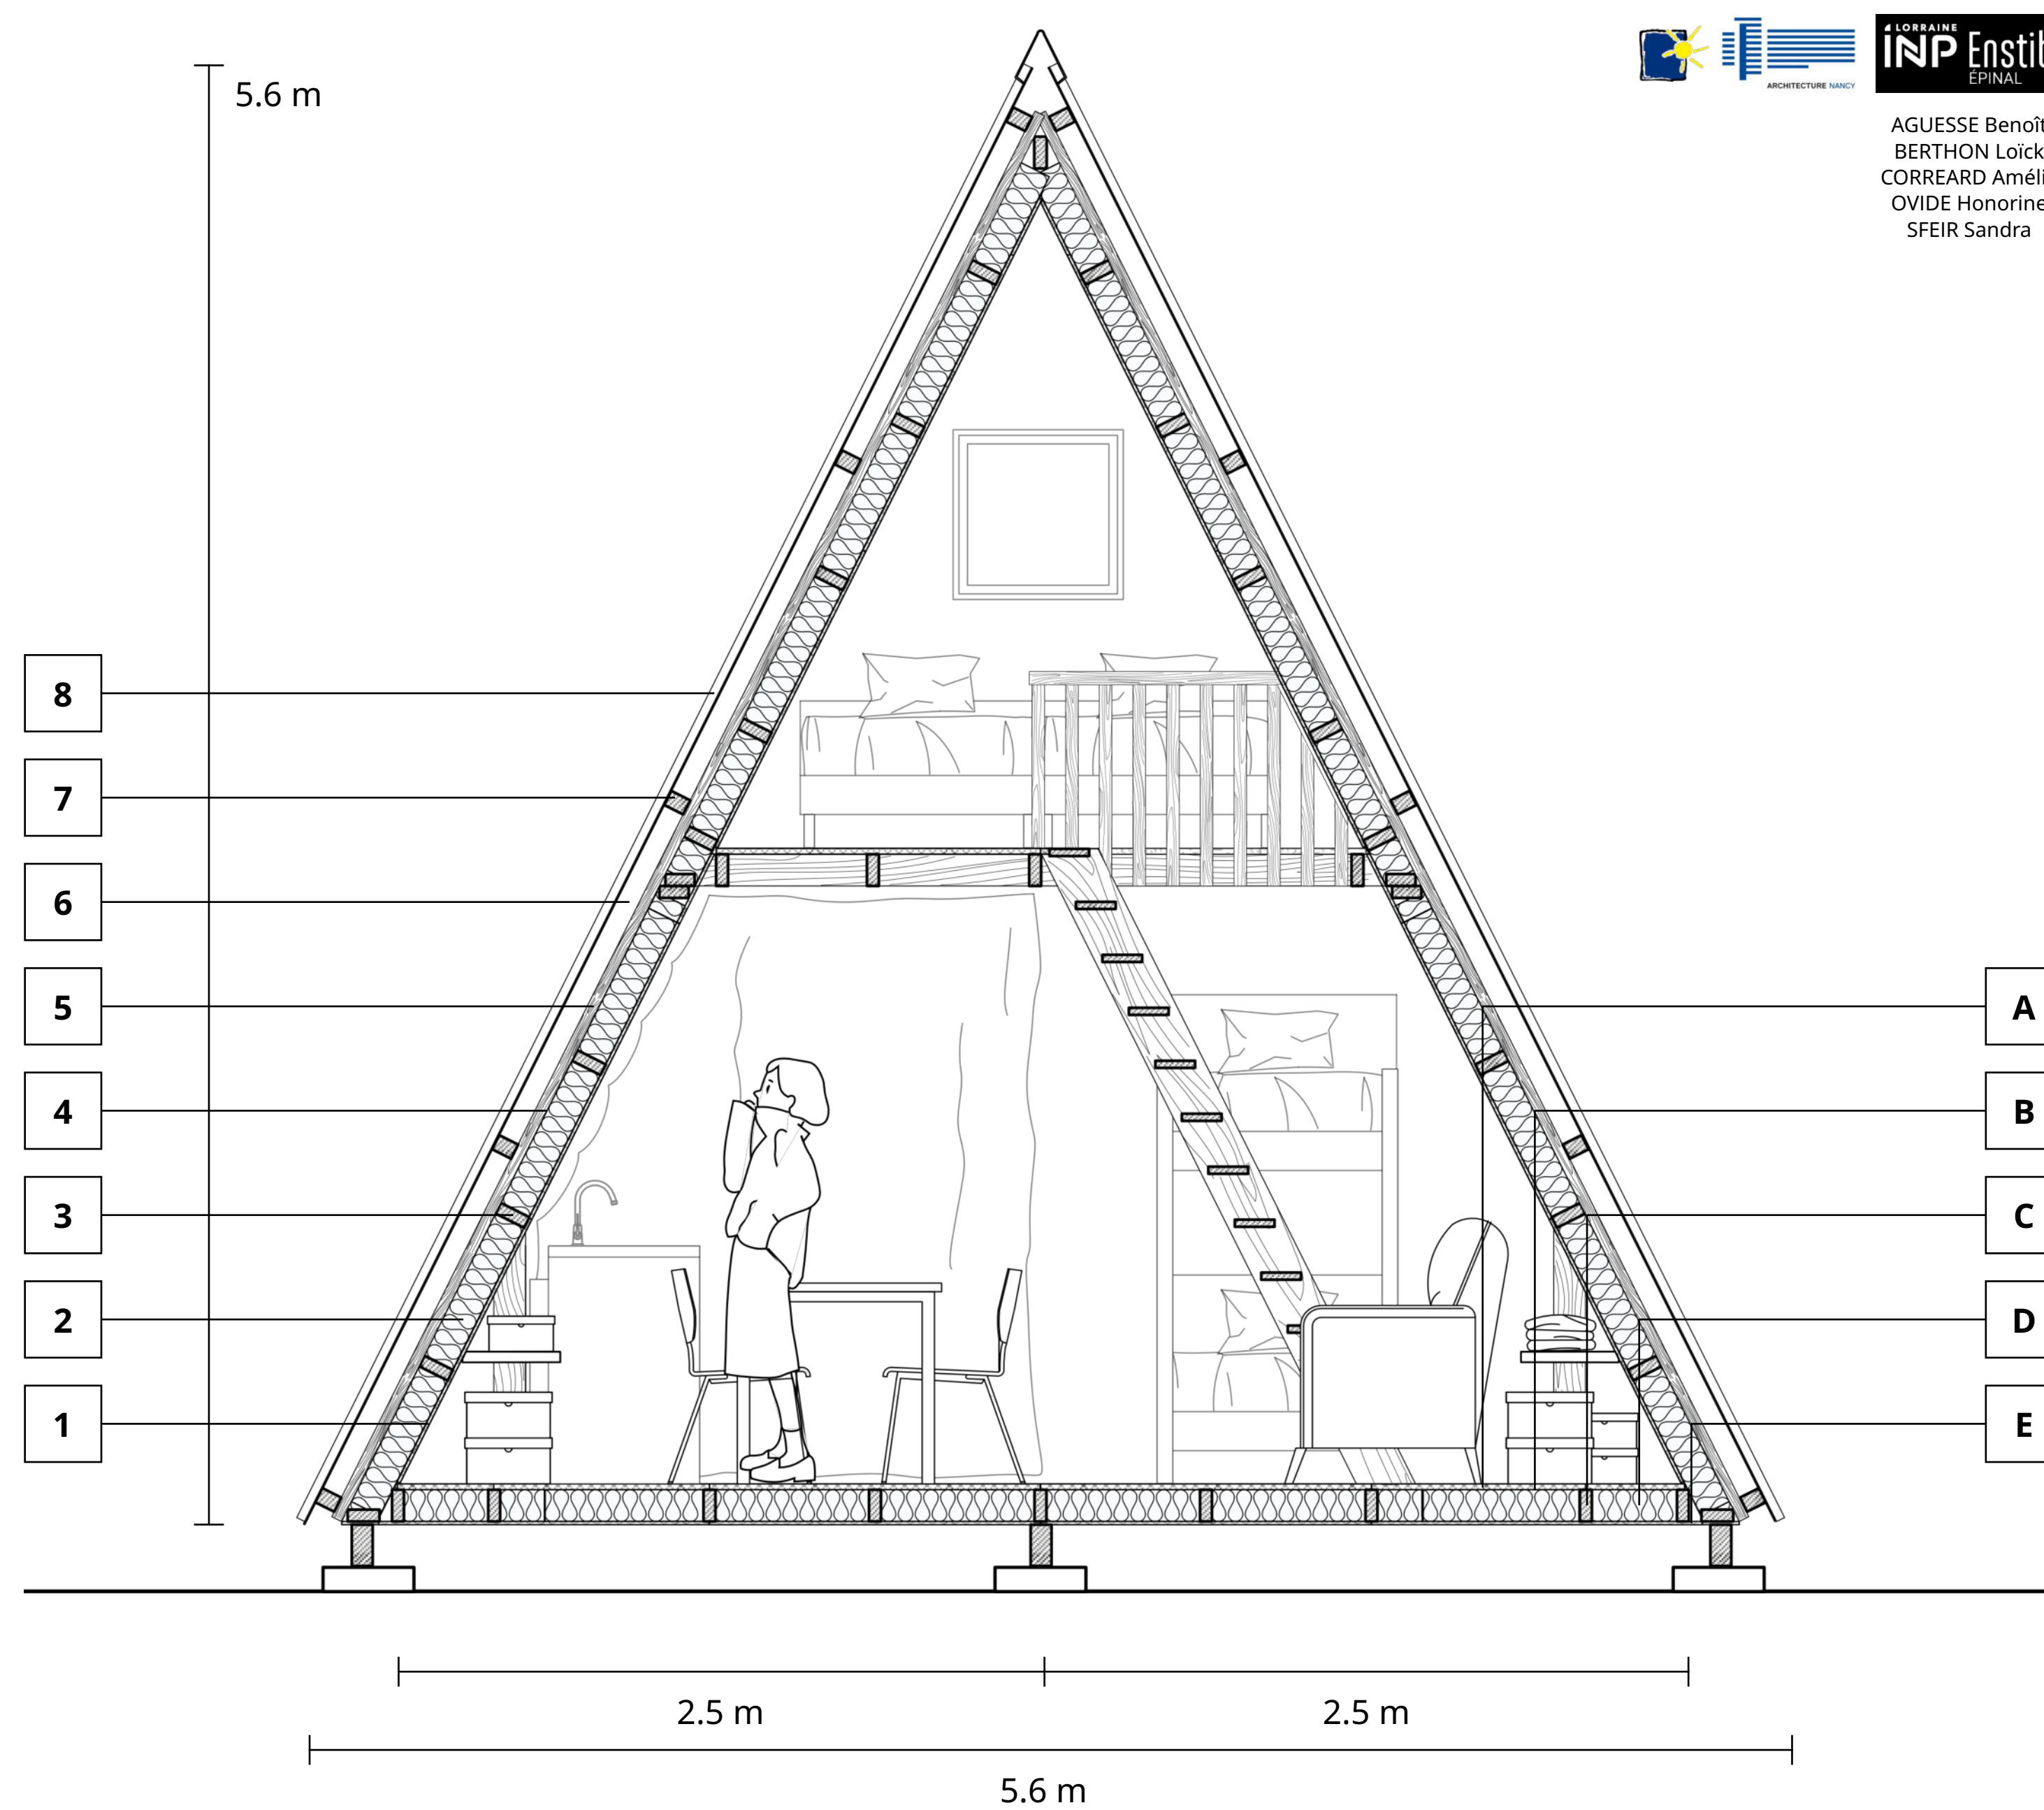 5.6 m
ARCHITECTURE NANCY
LORRAINE
INP Enstib
ÉPINAL
AGUESSE Benoît
BERTHON Loïck
CORREARD Améli
OVIDE Honorine
SFEIR Sandra
8
7
6
5
4
3
2
1
A
B
C
D
E
2.5 m
2.5 m
5.6 m